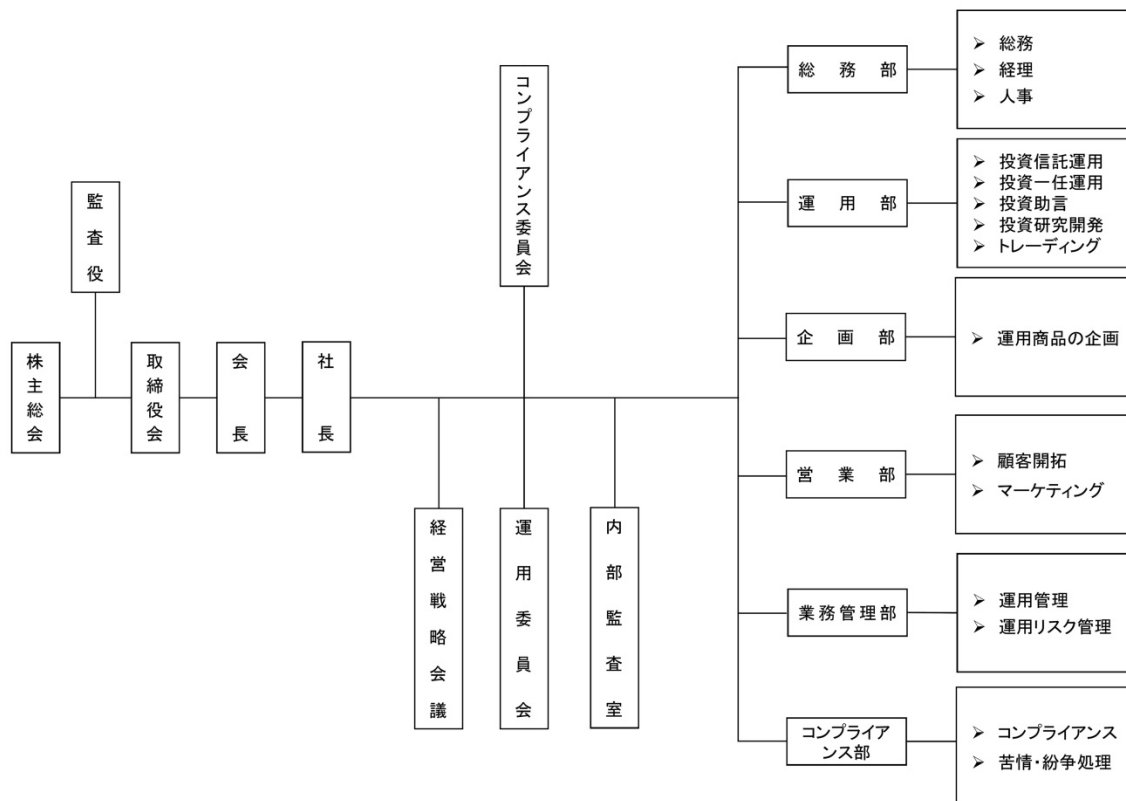 株主総会
監査役
取締役会
会長
社長
コンプライアンス委員会
経営戦略会議
運用委員会
内部監査室
総務部
➢ 総務
➢ 経理
➢ 人事
運用部
➢ 投資信託運用
➢ 投資一任運用
➢ 投資助言
➢ 投資研究開発
➢ トレーディング
企画部
➢ 運用商品の企画
営業部
➢ 顧客開拓
➢ マーケティング
業務管理部
➢ 運用管理
➢ 運用リスク管理
コンプライア
ンス部
➢ コンプライアンス
➢ 苦情・紛争処理